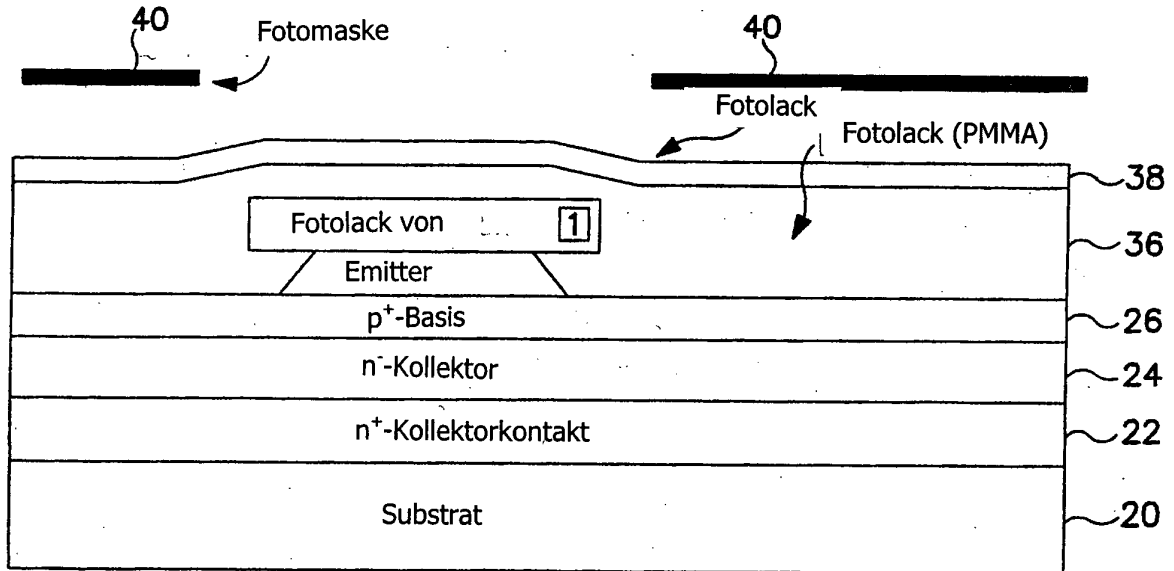 40
Fotomaske
40
Fotolack
Fotolack (PMMA)
38
Fotolack von 1
36
Emitter
p⁺-Basis
26
n⁻-Kollektor
24
n⁺-Kollektorkontakt
22
Substrat
20